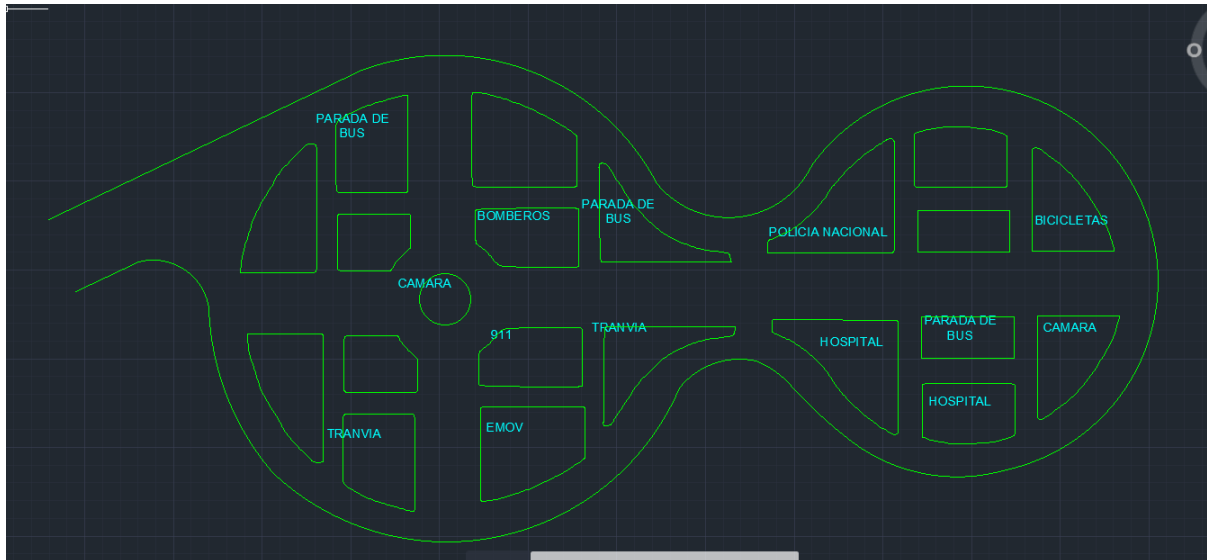 PARADA DE
BUS
BOMBEROS
PARADA DE
BUS
POLICIA NACIONAL
BICICLETAS
CAMARA
911
TRANVIA
HOSPITAL
PARADA DE
BUS
CAMARA
HOSPITAL
TRANVIA
EMOV
O